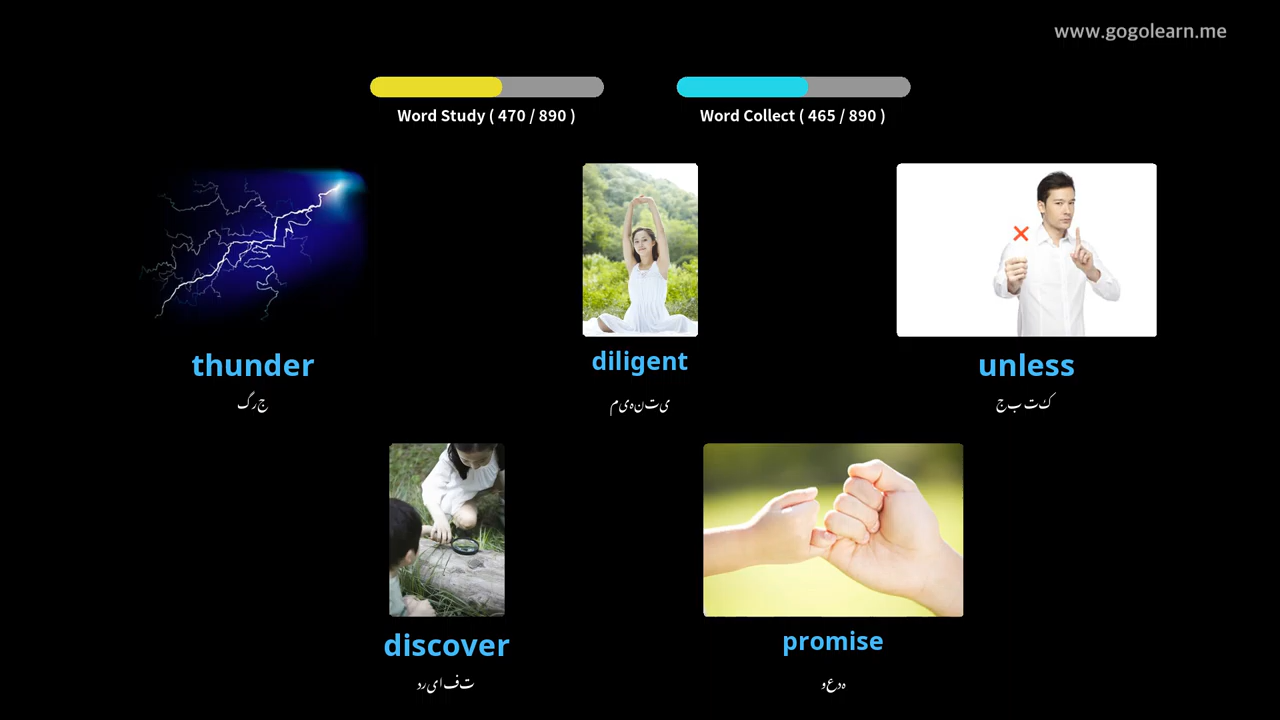 www.gogolearn.me
Word Study ( 470 / 890 )
Word Collect ( 465 / 890 )
thunder
گرج
diligent
میہنتی
unless
جب تک
discover
دریافت
promise
وعدہ